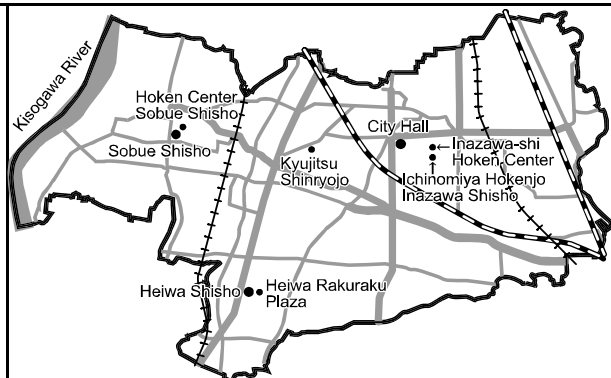 Kisogawa River
Hoken Center
Sobue Shisho
Sobue Shisho
Kyujitsu
Shinryojo
City Hall
Inazawa-shi
Hoken Center
Ichinomiya Hokenjo
Inazawa Shisho
Heiwa Shisho
Heiwa Rakuraku
Plaza